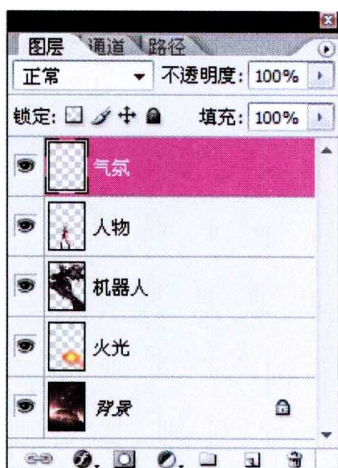 图层 通道 路径
正常 不透明度: 100%
锁定: 填充: 100%
气氛
人物
机器人
火光
背景